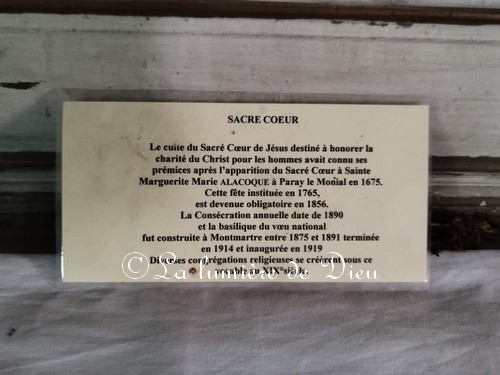 SACRE COEUR
Le culte du Sacré Cœur de Jésus destiné à honorer la
charité du Christ pour les hommes avait connu ses
prémices après l'apparition du Sacré Cœur à Sainte
Marguerite Marie ALACOQUE à Paray le Monial en 1675.
Cette fête instituée en 1765,
est devenue obligatoire en 1856.
La Consécration annuelle date de 1890
et la basilique du vœu national
fut construite à Montmartre entre 1875 et 1891 terminée
en 1914 et inaugurée en 1919
Diverses congrégations religieuses se créèrent sous ce
vocable au XIX°siècle.
©La lumière de Dieu